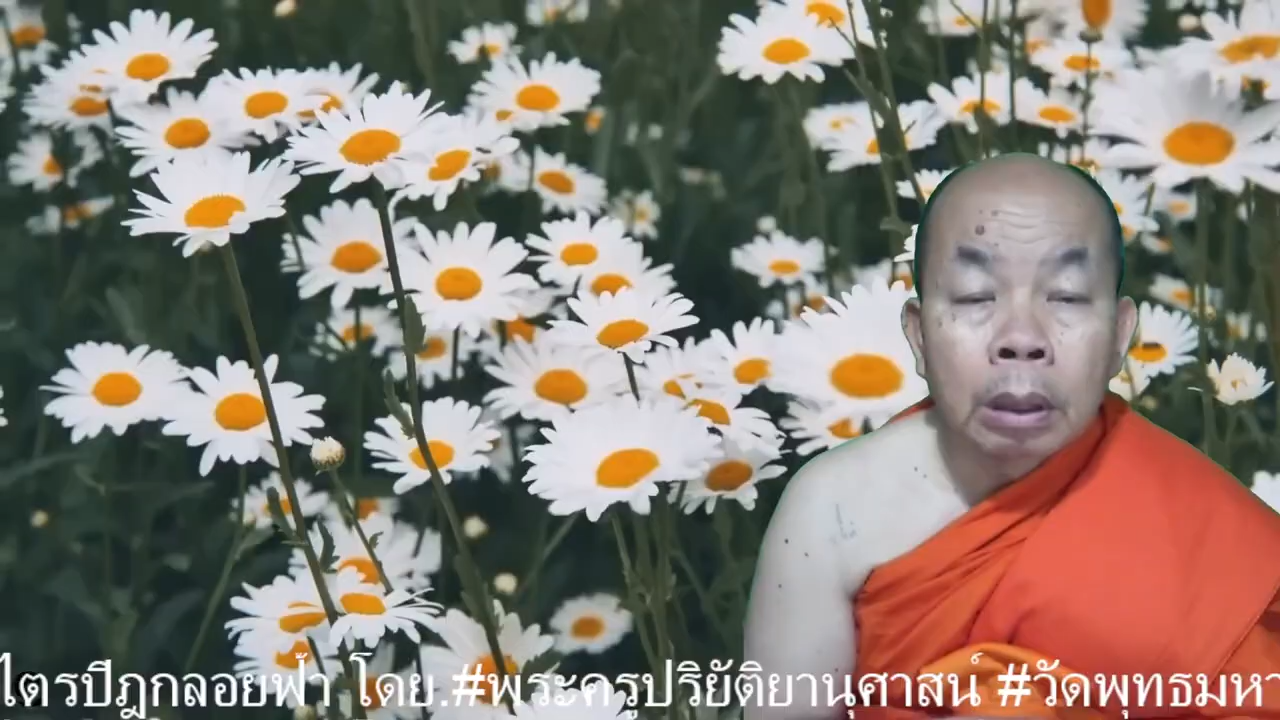 ไตรปิฎกลอยฟ้า โดย.#พระครูปริยัติยานุศาสน์ #วัดพุทธมหา